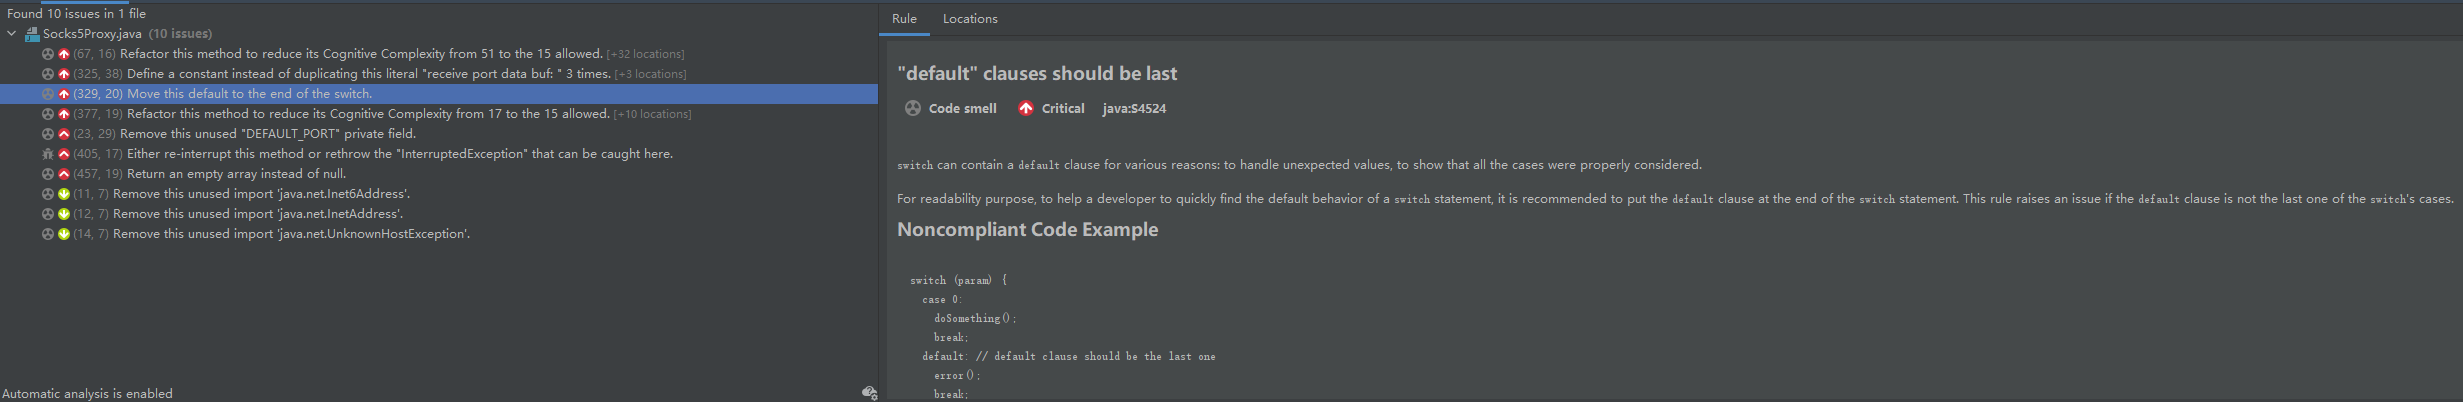 Found 10 issues in 1 file
Socks5Proxy.java (10 issues)
(67, 16) Refactor this method to reduce its Cognitive Complexity from 51 to the 15 allowed. [+32 locations]
(325, 38) Define a constant instead of duplicating this literal "receive port data buf: " 3 times. [+3 locations]
(329, 20) Move this default to the end of the switch.
(377, 19) Refactor this method to reduce its Cognitive Complexity from 17 to the 15 allowed. [+10 locations]
(23, 29) Remove this unused "DEFAULT_PORT" private field.
(405, 17) Either re-interrupt this method or rethrow the "InterruptedException" that can be caught here.
(457, 19) Return an empty array instead of null.
(11, 7) Remove this unused import 'java.net.Inet6Address'.
(12, 7) Remove this unused import 'java.net.InetAddress'.
(14, 7) Remove this unused import 'java.net.UnknownHostException'.
Automatic analysis is enabled
Rule Locations
"default" clauses should be last
Code smell Critical java:S4524
switch can contain a default clause for various reasons: to handle unexpected values, to show that all the cases were properly considered.
For readability purpose, to help a developer to quickly find the default behavior of a switch statement, it is recommended to put the default clause at the end of the switch statement. This rule raises an issue if the default clause is not the last one of the switch's cases.
Noncompliant Code Example
switch (param) {
case 0:
doSomething();
break;
default: // default clause should be the last one
error();
break;